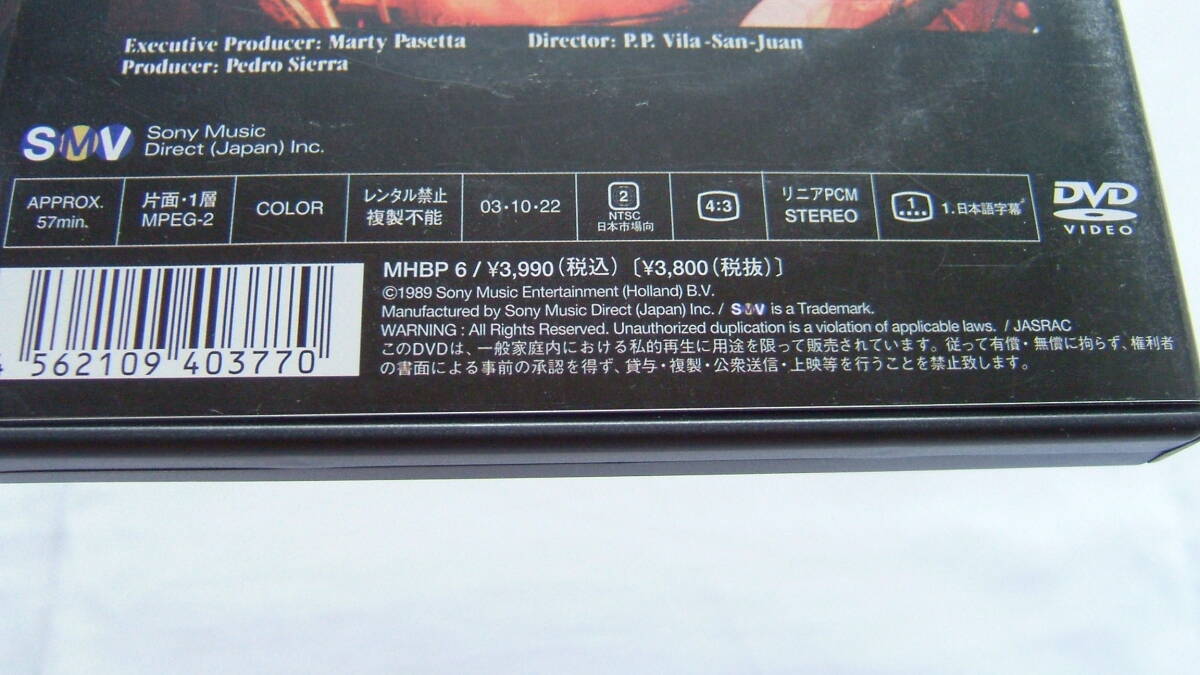 Executive Producer: Marty Pasetta
Director: P.P. Vila-San-Juan
Producer: Pedro Sierra
SMV Sony Music
Direct (Japan) Inc.
APPROX.
57min.
片面・1層
MPEG-2
COLOR
レンタル禁止
複製不能
03・10・22
2
NTSC
日本市場向
4:3
リニアPCM
STEREO
1
1. 日本語字幕
DVD
VIDEO
562109 403770
MHBP 6 / ¥3,990(税込) [¥3,800(税抜)]
©1989 Sony Music Entertainment (Holland) B.V.
Manufactured by Sony Music Direct (Japan) Inc. / SMV is a Trademark.
WARNING : All Rights Reserved. Unauthorized duplication is a violation of applicable laws. / JASRAC
このDVDは、一般家庭内における私的再生に用途を限って販売されています。従って有償・無償に拘らず、権利者
の書面による事前の承認を得ず、貸与・複製・公衆送信・上映等を行うことを禁止致します。